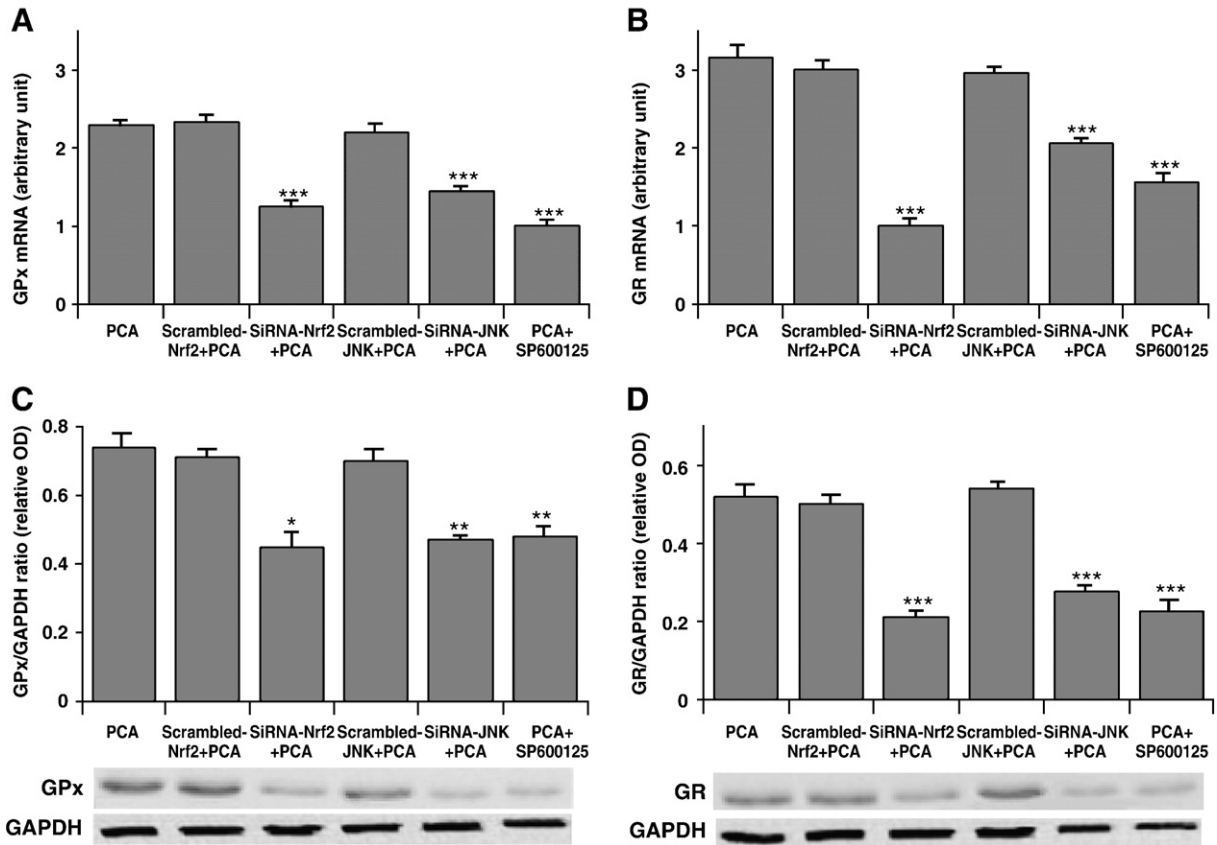 A
GPx mRNA (arbitrary unit)
3
2
1
0
***
***
***
PCA Scrambled- SiRNA-Nrf2 Scrambled- SiRNA-JNK PCA+
Nrf2+PCA +PCA JNK+PCA +PCA SP600125
B
GR mRNA (arbitrary unit)
3
2
1
0
***
***
***
PCA Scrambled- SiRNA-Nrf2 Scrambled- SiRNA-JNK PCA+
Nrf2+PCA +PCA JNK+PCA +PCA SP600125
C
GPx/GAPDH ratio (relative OD)
0.8
0.6
0.4
0.2
0
*
**
**
PCA Scrambled- SiRNA-Nrf2 Scrambled- SiRNA-JNK PCA+
Nrf2+PCA +PCA JNK+PCA +PCA SP600125
GPx
GAPDH
D
GR/GAPDH ratio (relative OD)
0.6
0.4
0.2
0
***
***
***
PCA Scrambled- SiRNA-Nrf2 Scrambled- SiRNA-JNK PCA+
Nrf2+PCA +PCA JNK+PCA +PCA SP600125
GR
GAPDH